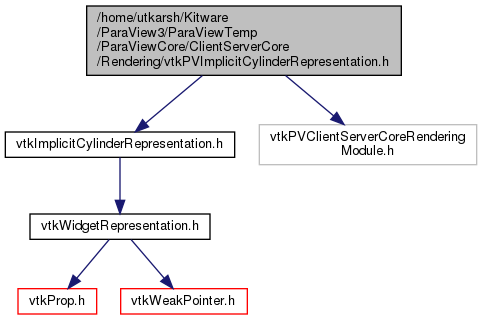 /home/utkarsh/Kitware
/ParaView3/ParaViewTemp
/ParaViewCore/ClientServerCore
/Rendering/vtkPVImplicitCylinderRepresentation.h
vtkImplicitCylinderRepresentation.h
vtkPVClientServerCoreRendering
Module.h
vtkWidgetRepresentation.h
vtkProp.h
vtkWeakPointer.h